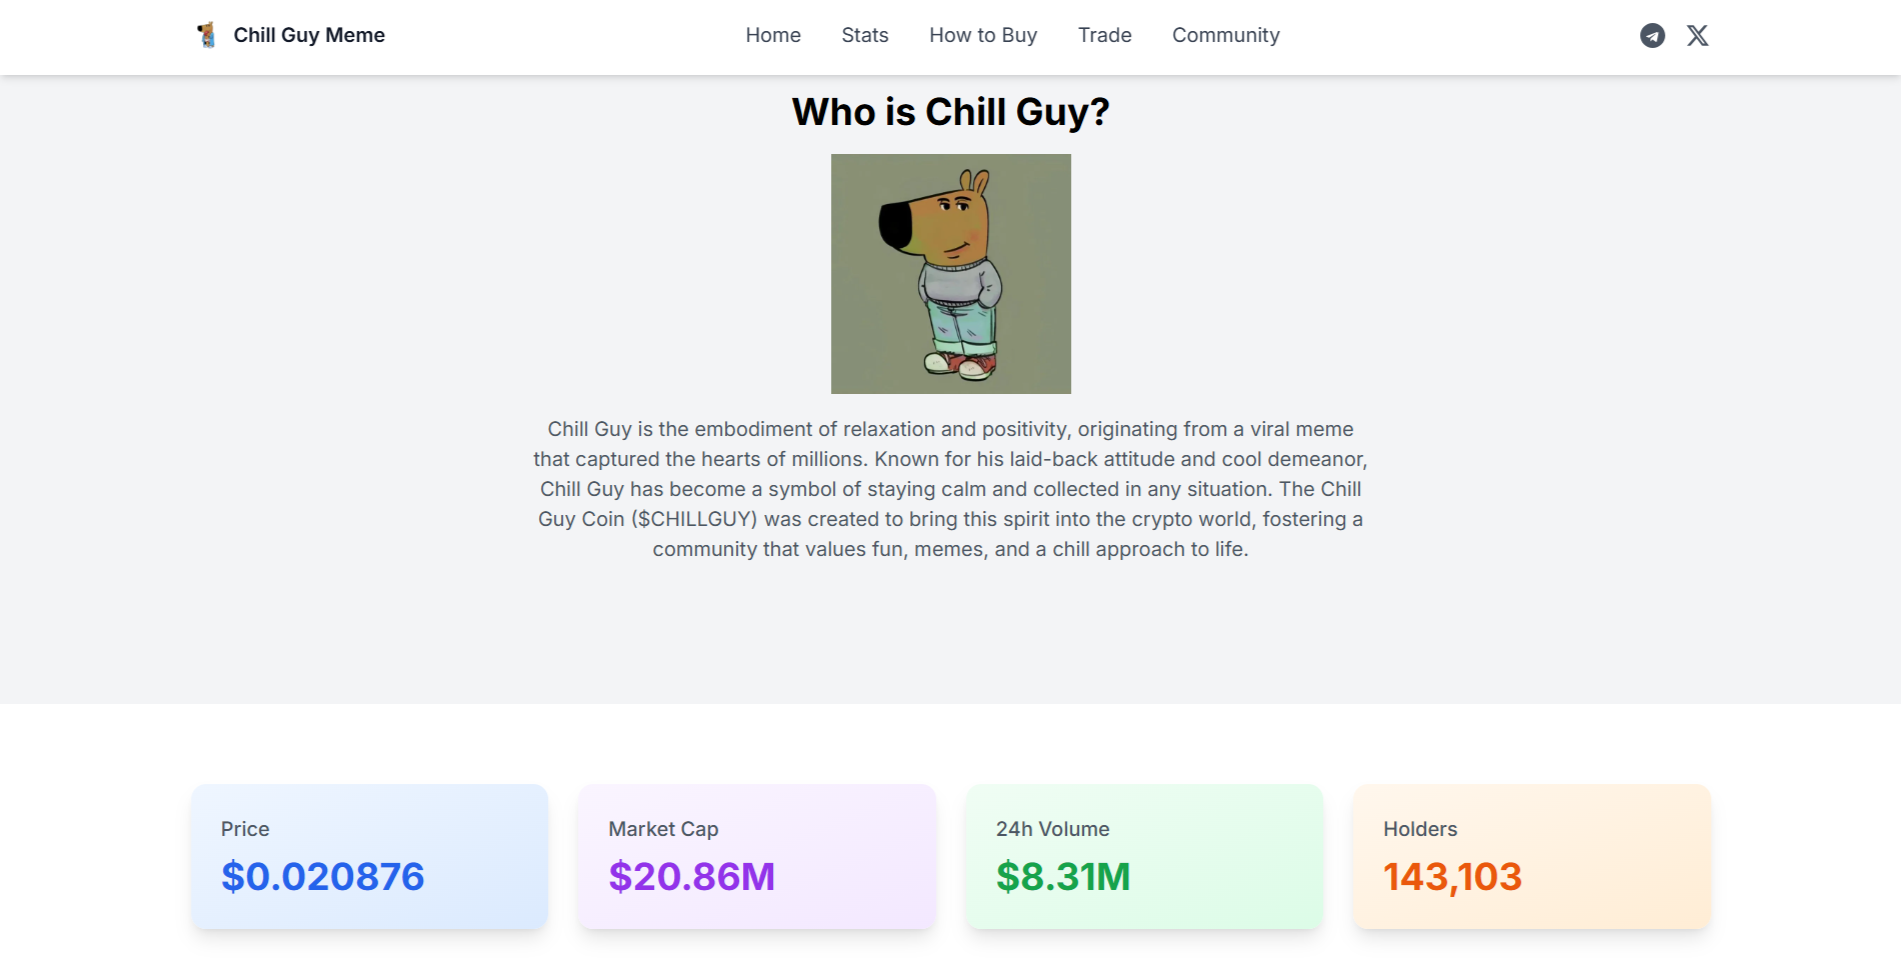 Chill Guy Meme
Home
Stats
How to Buy
Trade
Community
Who is Chill Guy?
Chill Guy is the embodiment of relaxation and positivity, originating from a viral meme
that captured the hearts of millions. Known for his laid-back attitude and cool demeanor,
Chill Guy has become a symbol of staying calm and collected in any situation. The Chill
Guy Coin ($CHILLGUY) was created to bring this spirit into the crypto world, fostering a
community that values fun, memes, and a chill approach to life.
Price
$0.020876
Market Cap
$20.86M
24h Volume
$8.31M
Holders
143,103